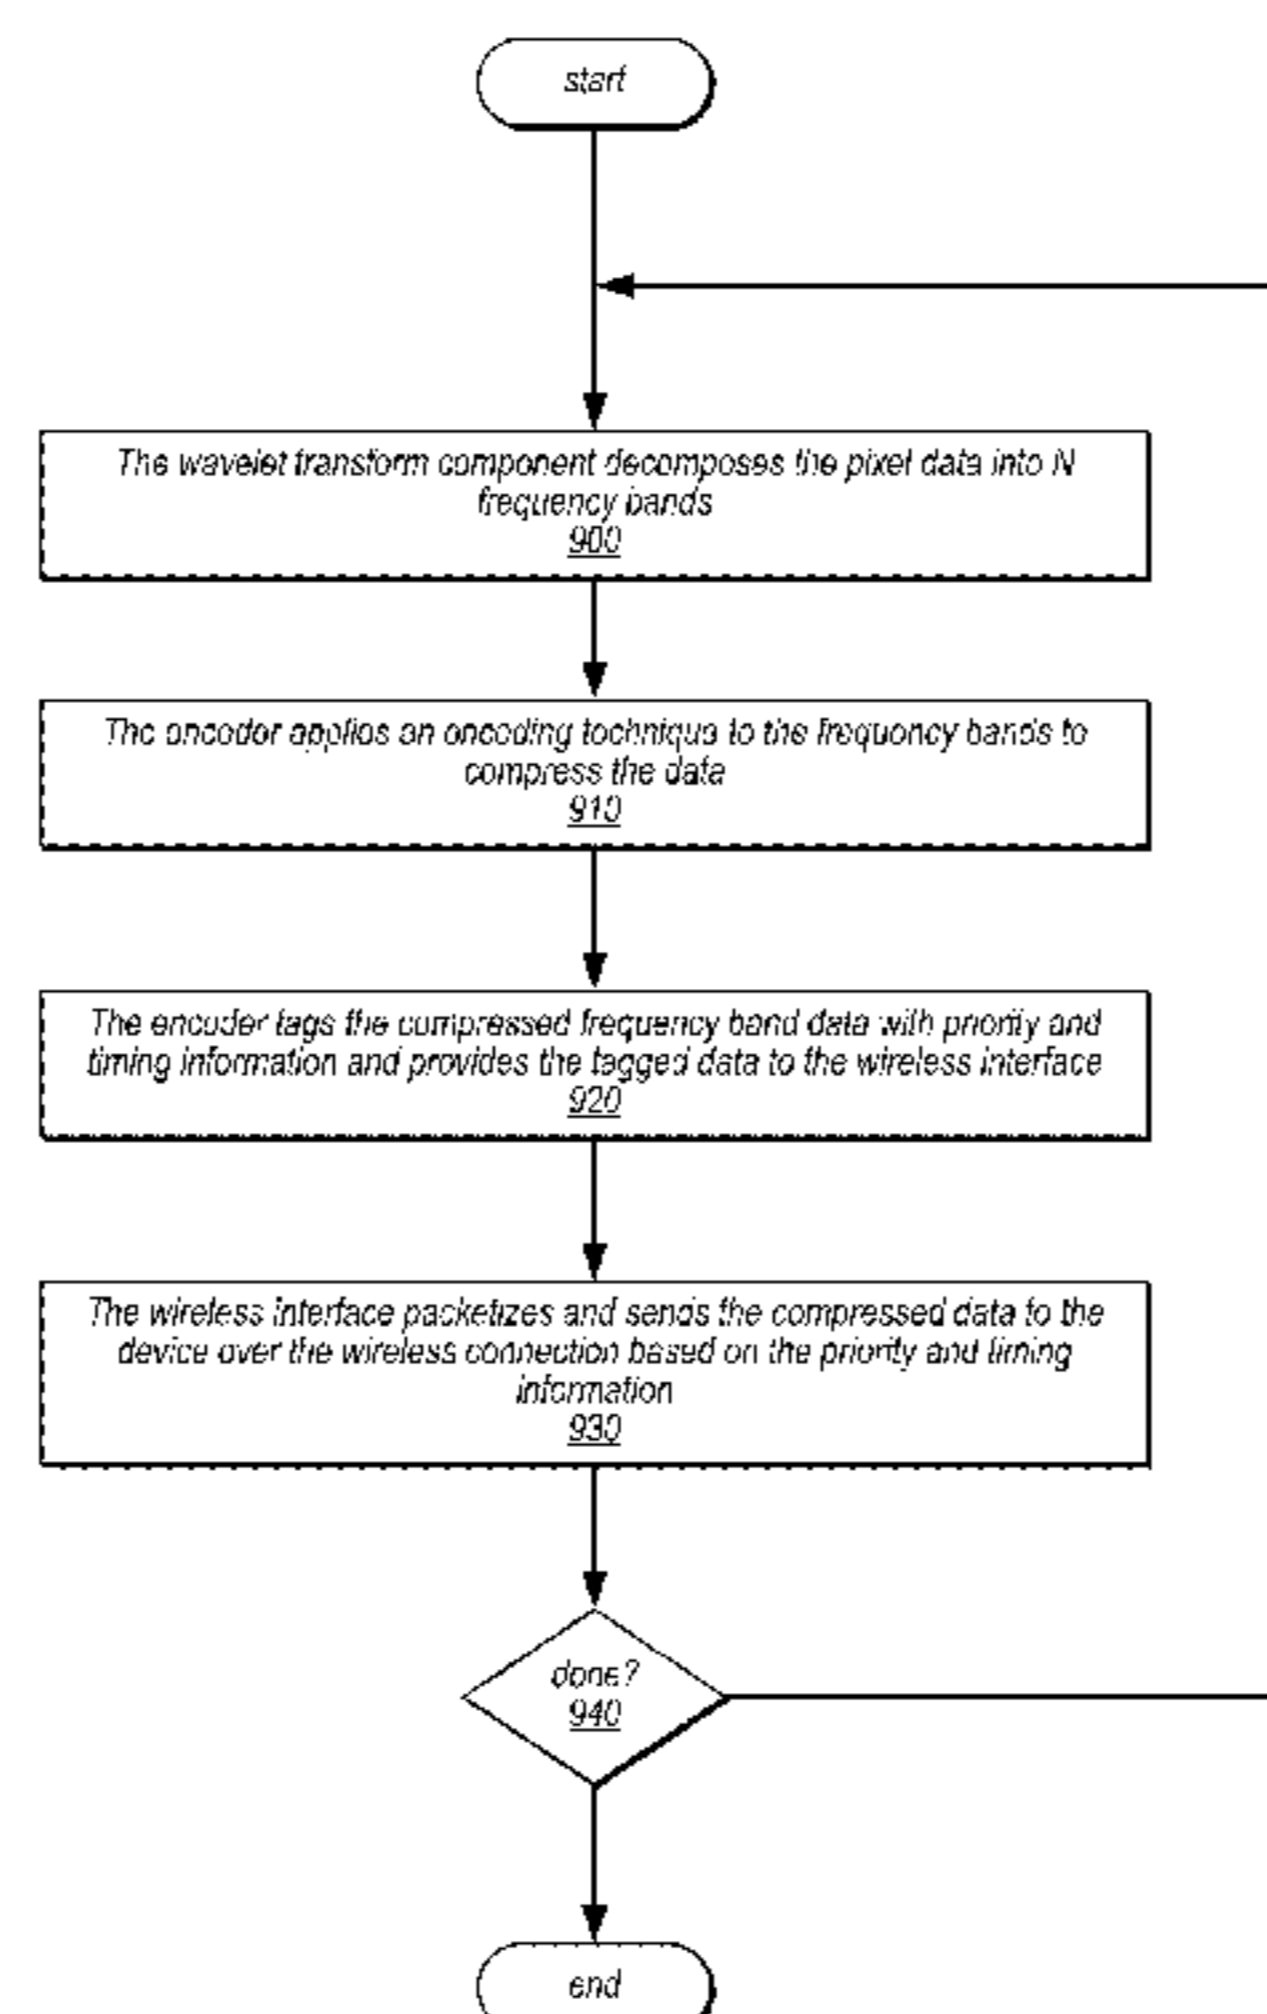 start
The wavelet transform component decomposes the pixel data into N
frequency bands
900
The encoder applies an encoding technique to the frequency bands to
compress the data
910
The encoder tags the compressed frequency band data with priority and
timing information and provides the tagged data to the wireless interface
920
The wireless interface packetizes and sends the compressed data to the
device over the wireless connection based on the priority and timing
information
930
done?
940
end